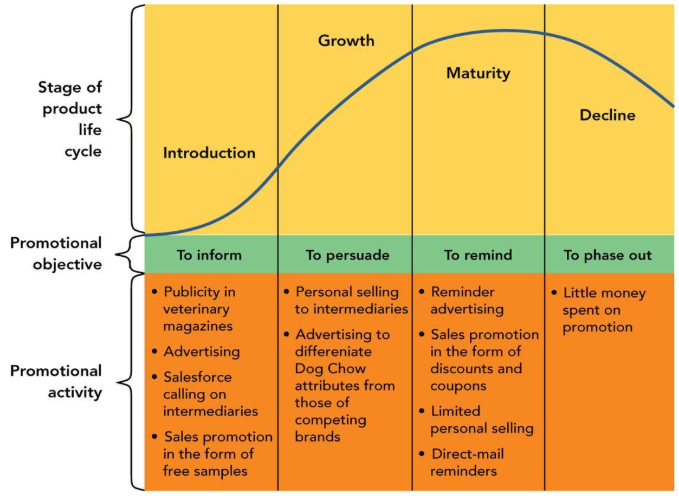 Stage of
product
life
cycle
Introduction
Growth
Maturity
Decline
Promotional
objective
To inform
To persuade
To remind
To phase out
Promotional
activity
• Publicity in
veterinary
magazines
• Advertising
• Salesforce
calling on
intermediaries
• Sales promotion
in the form of
free samples
• Personal selling
to intermediaries
• Advertising to
differeniate
Dog Chow
attributes from
those of
competing
brands
• Reminder
advertising
• Sales promotion
in the form of
discounts and
coupons
• Limited
personal selling
• Direct-mail
reminders
• Little money
spent on
promotion